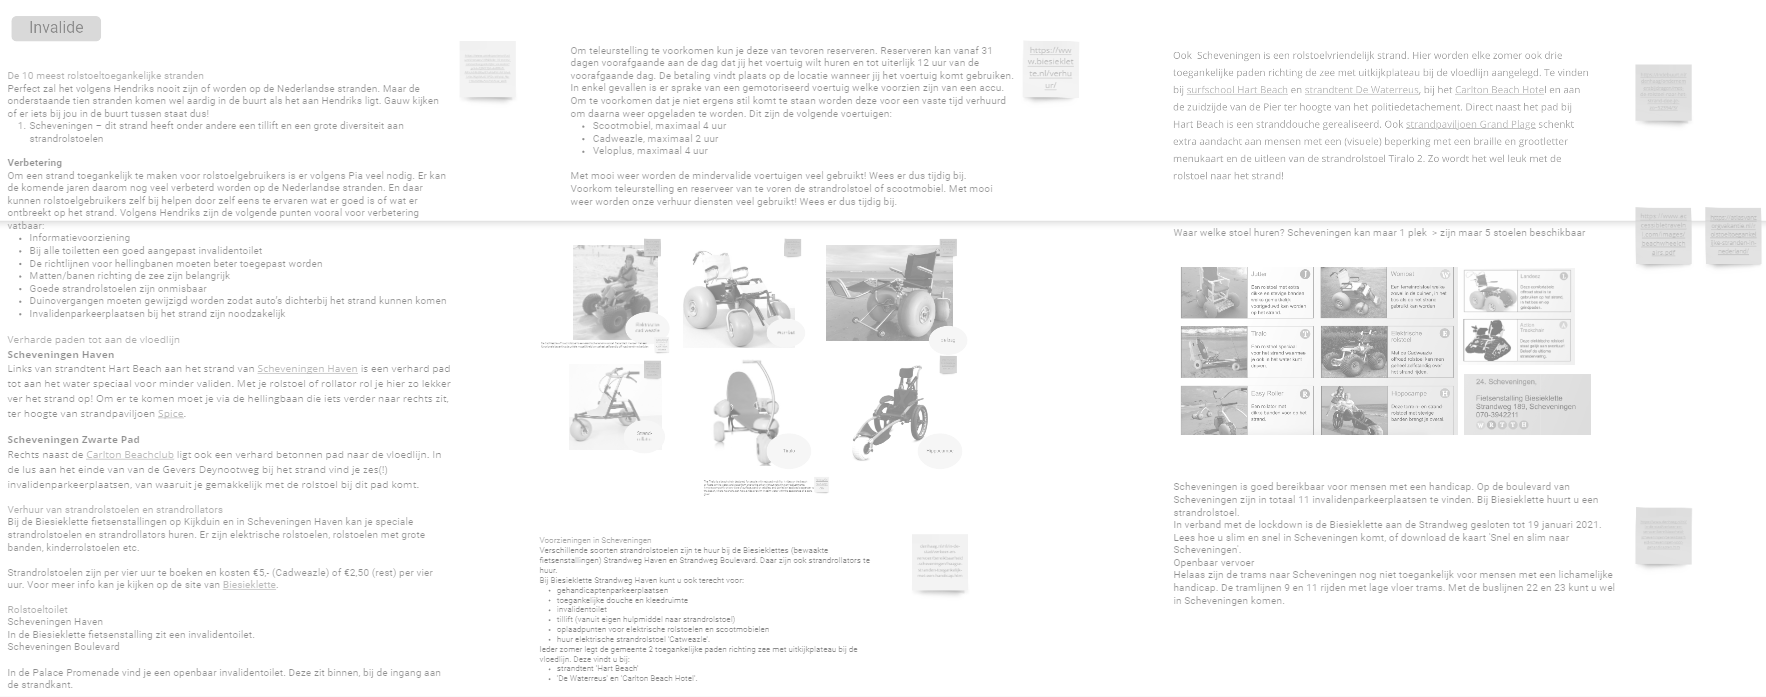 Invalide
De 10 meest rolstoeltoegankelijke stranden
Perfect zal het volgens Hendriks nooit zijn of worden op de Nederlandse stranden. Maar de
onderstaande tien stranden komen wel aardig in de buurt als het aan Hendriks ligt. Gauw kijken
of er iets bij jou in de buurt tussen staat dus!
1. Scheveningen – dit strand heeft onder andere een tillift en een grote diversiteit aan
strandrolstoelen
Verbetering
Om een strand toegankelijk te maken voor rolstoelgebruikers is er volgens Pia veel nodig. Er kan
de komende jaren daarom nog veel verbeterd worden op de Nederlandse stranden. En daar
kunnen rolstoelgebruikers zelf bij helpen door zelf eens te ervaren wat er goed is of wat er
ontbreekt op het strand. Volgens Hendriks zijn de volgende punten vooral voor verbetering
vatbaar:
• Informatievoorziening
• Bij alle toiletten een goed aangepast invalidentoilet
• De richtlijnen voor hellingbanen moeten beter toegepast worden
• Matten/banen richting de zee zijn belangrijk
• Goede strandrolstoelen zijn onmisbaar
• Duinovergangen moeten gewijzigd worden zodat auto's dichterbij het strand kunnen komen
• Invalidenparkeerplaatsen bij het strand zijn noodzakelijk
Verharde paden tot aan de vloedlijn
Scheveningen Haven
Links van strandtent Hart Beach aan het strand van Scheveningen Haven is een verhard pad
tot aan het water speciaal voor minder validen. Met je rolstoel of rollator rol je hier zo lekker
ver het strand op! Om er te komen moet je via de hellingbaan die iets verder naar rechts zit,
ter hoogte van strandpaviljoen Spice.
Scheveningen Zwarte Pad
Rechts naast de Carlton Beachclub ligt ook een verhard betonnen pad naar de vloedlijn. In
de lus aan het einde van van de Gevers Deynootweg bij het strand vind je zes(!)
invalidenparkeerplaatsen, van waaruit je gemakkelijk met de rolstoel bij dit pad komt.
Verhuur van strandrolstoelen en strandrollators
Bij de Biesieklette fietsenstallingen op Kijkduin en in Scheveningen Haven kan je speciale
strandrolstoelen en strandrollators huren. Er zijn elektrische rolstoelen, rolstoelen met grote
banden, kinderrolstoelen etc.
Strandrolstoelen zijn per vier uur te boeken en kosten €5,- (Cadweazle) of €2,50 (rest) per vier
uur. Voor meer info kan je kijken op de site van Biesieklette.
Rolstoeltoilet
Scheveningen Haven
In de Biesieklette fietsenstalling zit een invalidentoilet.
Scheveningen Boulevard
In de Palace Promenade vind je een openbaar invalidentoilet. Deze zit binnen, bij de ingang aan
de strandkant.
Om teleurstelling te voorkomen kun je deze van tevoren reserveren. Reserveren kan vanaf 31
dagen voorafgaande aan de dag dat jij het voertuig wilt huren en tot uiterlijk 12 uur van de
voorafgaande dag. De betaling vindt plaats op de locatie wanneer jij het voertuig komt gebruiken.
In enkel gevallen is er sprake van een gemotoriseerd voertuig welke voorzien zijn van een accu.
Om te voorkomen dat je niet ergens stil komt te staan worden deze voor een vaste tijd verhuurd
om daarna weer opgeladen te worden. Dit zijn de volgende voertuigen:
• Scootmobiel, maximaal 4 uur
• Cadweazle, maximaal 2 uur
• Veloplus, maximaal 4 uur
Met mooi weer worden de mindervalide voertuigen veel gebruikt! Wees er dus tijdig bij.
Voorkom teleurstelling en reserveer van te voren de strandrolstoel of scootmobiel. Met mooi
weer worden onze verhuur diensten veel gebruikt! Wees er dus tijdig bij.
https://ww
w.biesieklet
te.nl/verhu
ur/
Tiralo
Hippocampe
Voorzieningen in Scheveningen
Verschillende soorten strandrolstoelen zijn te huur bij de Biesieklettes (bewaakte
fietsenstallingen) Strandweg Haven en Strandweg Boulevard. Daar zijn ook strandrollators te
huur.
Bij Biesieklette Strandweg Haven kunt u ook terecht voor:
• gehandicaptenparkeerplaatsen
• toegankelijke douche en kleedruimte
• invalidentoilet
• tillift (vanuit eigen hulpmiddel naar strandrolstoel)
• oplaadpunten voor elektrische rolstoelen en scootmobielen
• huur elektrische strandrolstoel 'Catweazle'.
Ieder zomer legt de gemeente 2 toegankelijke paden richting zee met uitkijkplateau bij de
vloedlijn. Deze vindt u bij:
• strandtent 'Hart Beach'
• 'De Waterreus' en 'Carlton Beach Hotel'.
Ook Scheveningen is een rolstoelvriendelijk strand. Hier worden elke zomer ook drie
toegankelijke paden richting de zee met uitkijkplateau bij de vloedlijn aangelegd. Te vinden
bij surfschool Hart Beach en strandtent De Waterreus, bij het Carlton Beach Hotel en aan
de zuidzijde van de Pier ter hoogte van het politiedetachement. Direct naast het pad bij
Hart Beach is een stranddouche gerealiseerd. Ook strandpaviljoen Grand Plage schenkt
extra aandacht aan mensen met een (visuele) beperking met een braille en grootletter
menukaart en de uitleen van de strandrolstoel Tiralo 2. Zo wordt het wel leuk met de
rolstoel naar het strand!
Waar welke stoel huren? Scheveningen kan maar 1 plek > zijn maar 5 stoelen beschikbaar
Jutter J
Wombat W
Tiralo T
Elektrische
rolstoel
E
Easy Roller R
Hippocampe H
24. Scheveningen,
Fietsenstalling Biesieklette
Strandweg 189, Scheveningen
070-3942211
Scheveningen is goed bereikbaar voor mensen met een handicap. Op de boulevard van
Scheveningen zijn in totaal 11 invalidenparkeerplaatsen te vinden. Bij Biesieklette huurt u een
strandrolstoel.
In verband met de lockdown is de Biesieklette aan de Strandweg gesloten tot 19 januari 2021.
Lees hoe u slim en snel in Scheveningen komt, of download de kaart 'Snel en slim naar
Scheveningen'.
Openbaar vervoer
Helaas zijn de trams naar Scheveningen nog niet toegankelijk voor mensen met een lichamelijke
handicap. De tramlijnen 9 en 11 rijden met lage vloer trams. Met de buslijnen 22 en 23 kunt u wel
in Scheveningen komen.